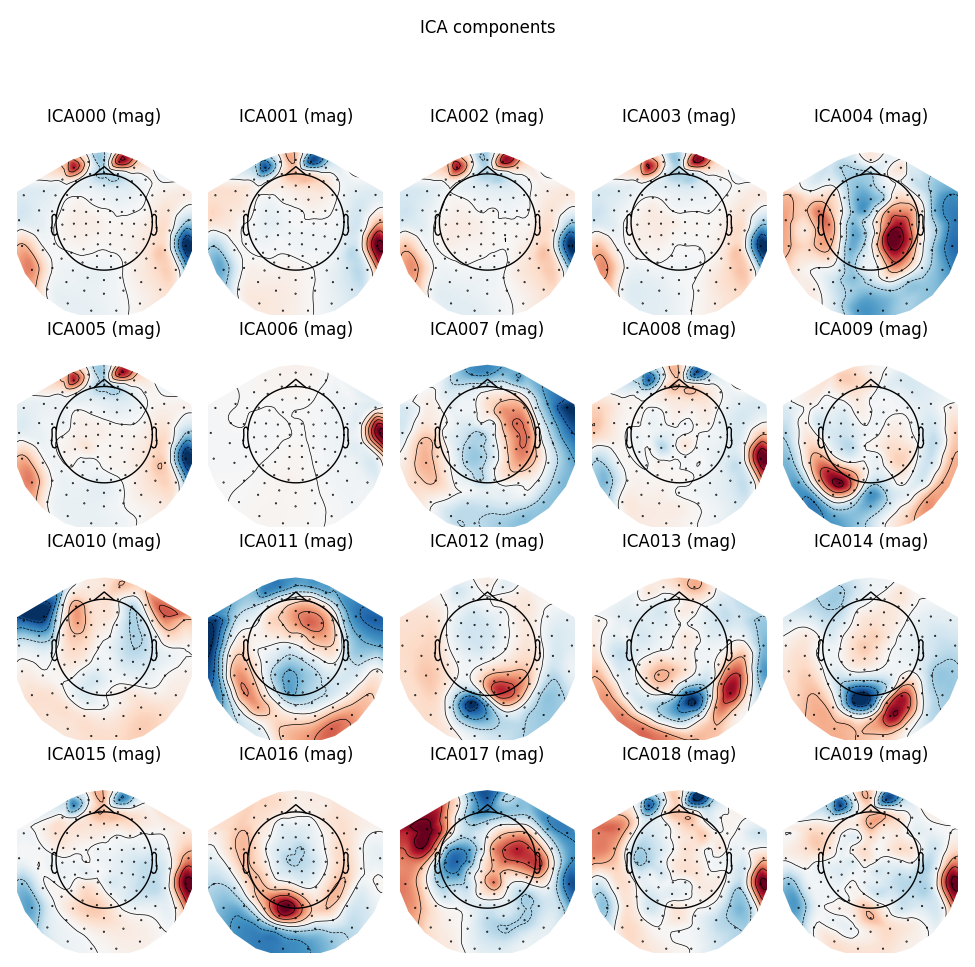 ICA components
ICA000 (mag) ICA001 (mag) ICA002 (mag) ICA003 (mag) ICA004 (mag)
ICA005 (mag) ICA006 (mag) ICA007 (mag) ICA008 (mag) ICA009 (mag)
ICA010 (mag) ICA011 (mag) ICA012 (mag) ICA013 (mag) ICA014 (mag)
ICA015 (mag) ICA016 (mag) ICA017 (mag) ICA018 (mag) ICA019 (mag)